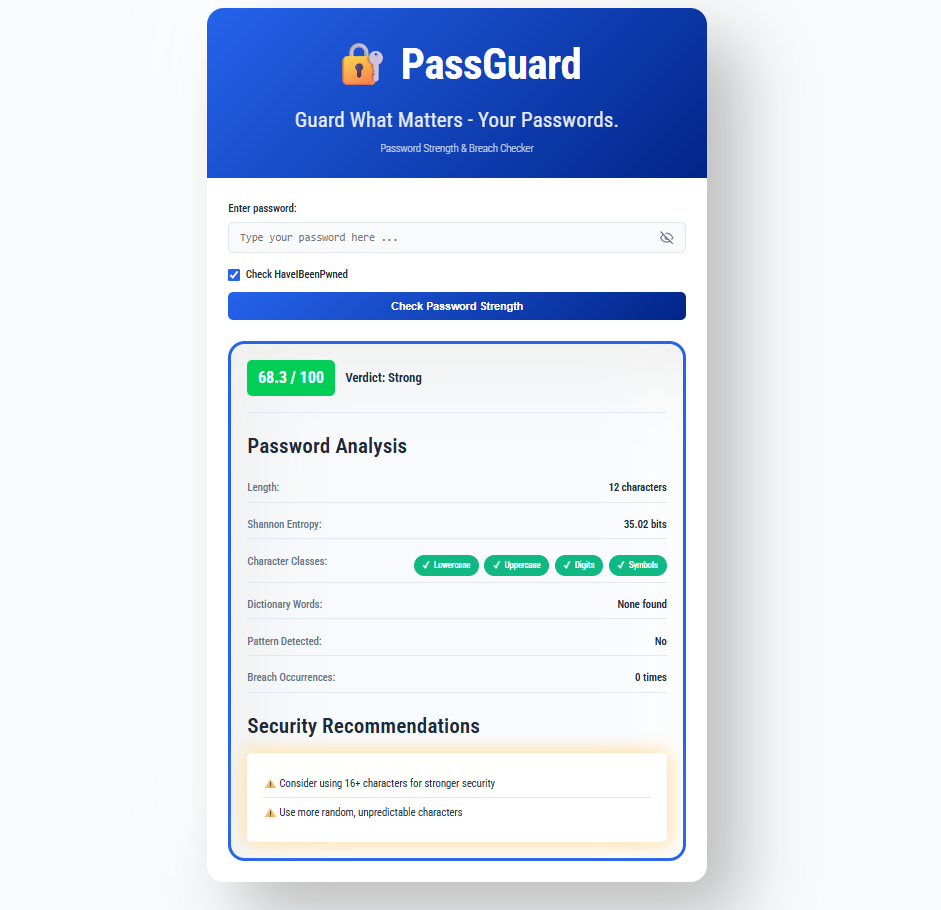 PassGuard
Guard What Matters - Your Passwords.
Password Strength & Breach Checker
Enter password:
Type your password here ...
Check HaveIBeenPwned
Check Password Strength
68.3 / 100 Verdict: Strong
Password Analysis
Length: 12 characters
Shannon Entropy: 35.02 bits
Character Classes: ✓ Lowercase ✓ Uppercase ✓ Digits ✓ Symbols
Dictionary Words: None found
Pattern Detected: No
Breach Occurrences: 0 times
Security Recommendations
⚠️ Consider using 16+ characters for stronger security
⚠️ Use more random, unpredictable characters